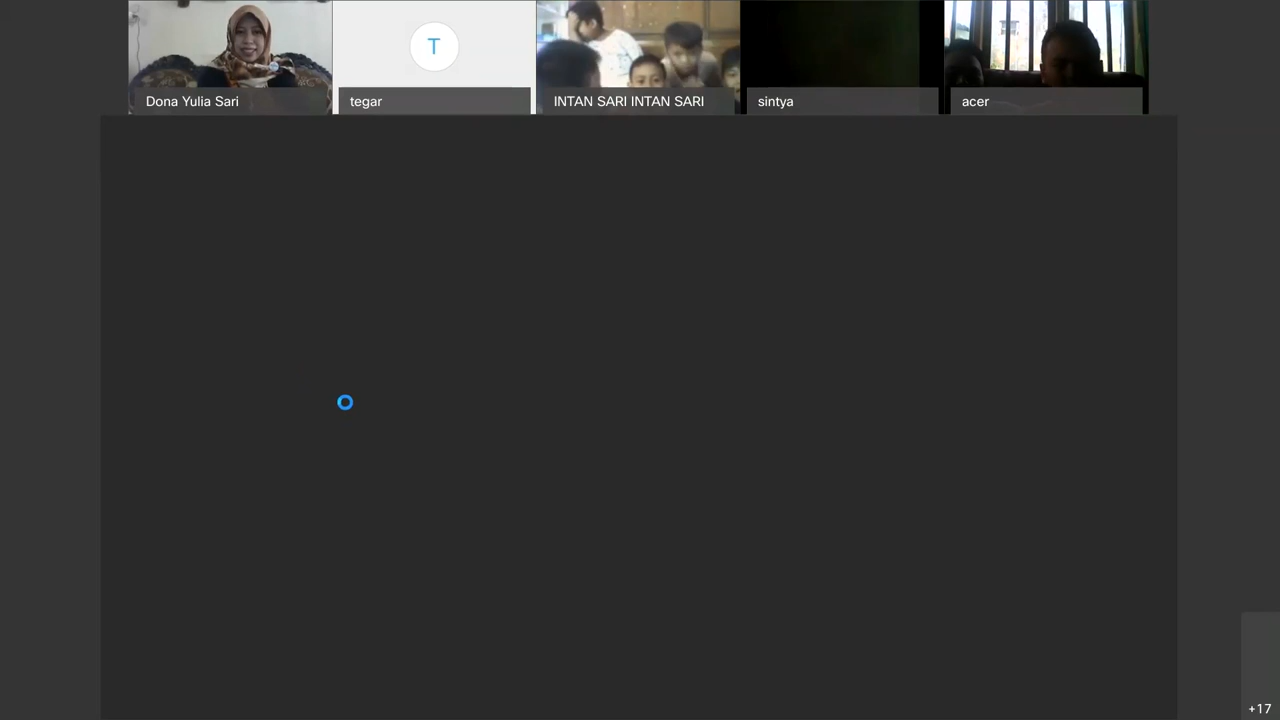 Dona Yulia Sari
T
tegar
INTAN SARI INTAN SARI
sintya
acer
+17